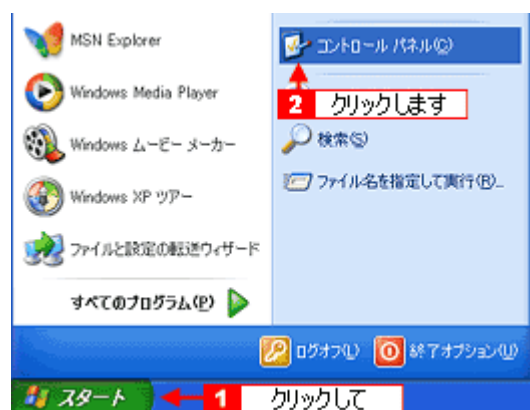 MSN Explorer
Windows Media Player
Windows ムービー メーカー
Windows XP ツアー
ファイルと設定の転送ウィザード
すべてのプログラム(P)
コントロール パネル(C)
2 クリックします
検索(S)
ファイル名を指定して実行(R)...
ログオフ(L)
終了オプション(U)
スタート
1 クリックして